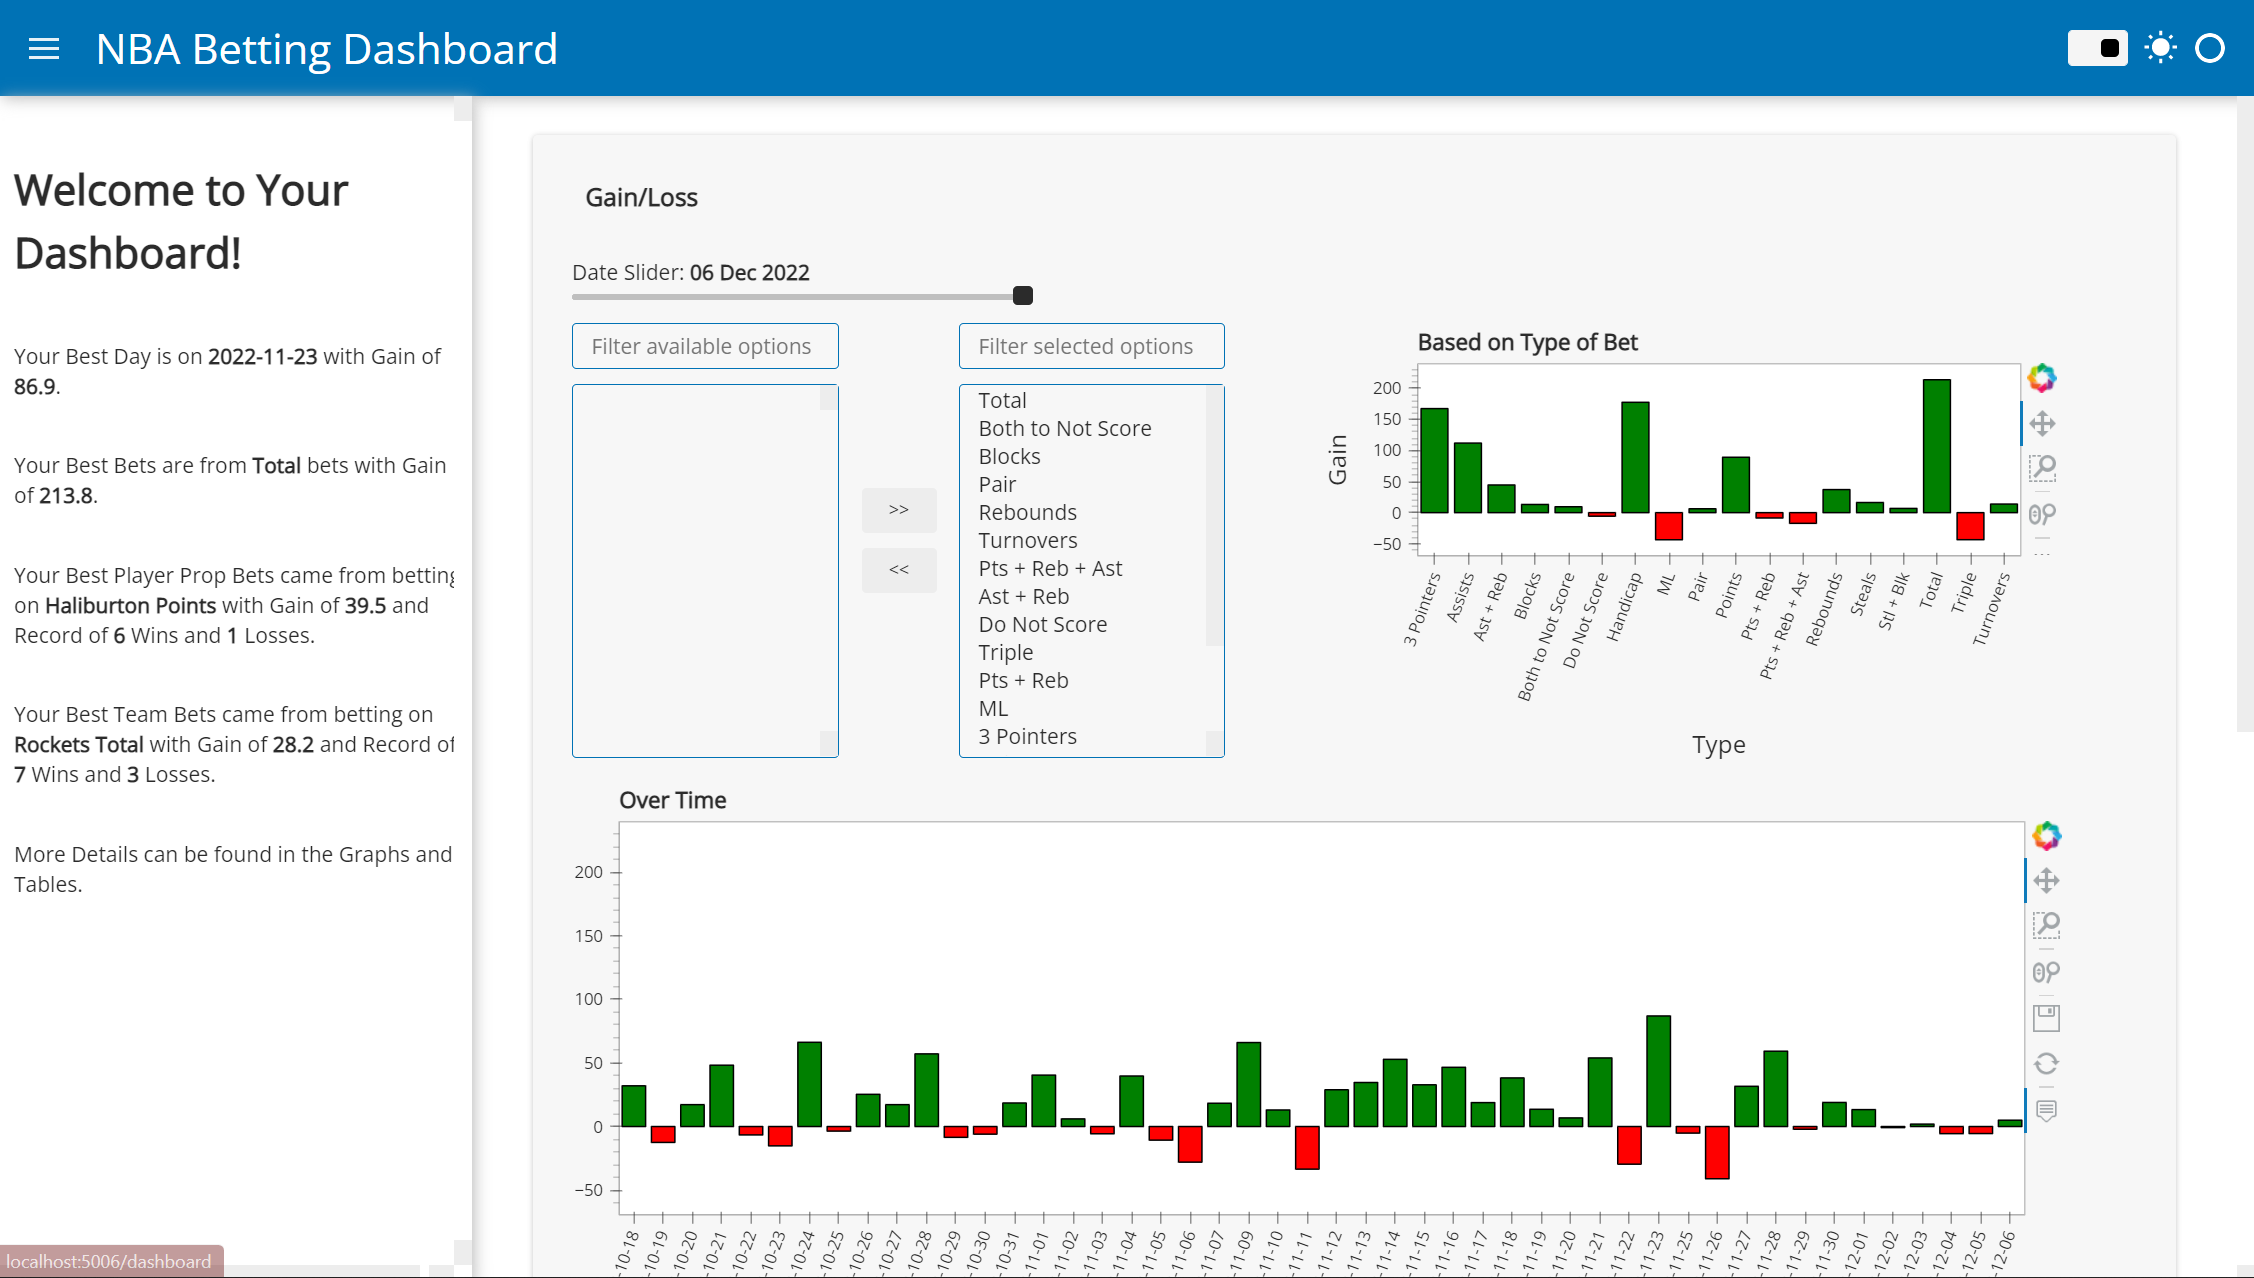 NBA Betting Dashboard
Welcome to Your
Dashboard!
Your Best Day is on 2022-11-23 with Gain of
86.9.
Your Best Bets are from Total bets with Gain
of 213.8.
Your Best Player Prop Bets came from betting
on Haliburton Points with Gain of 39.5 and
Record of 6 Wins and 1 Losses.
Your Best Team Bets came from betting on
Rockets Total with Gain of 28.2 and Record of
7 Wins and 3 Losses.
More Details can be found in the Graphs and
Tables.
localhost:5006/dashboard
Gain/Loss
Date Slider: 06 Dec 2022
Filter available options
>>
<<
Filter selected options
Total
Both to Not Score
Blocks
Pair
Rebounds
Turnovers
Pts + Reb + Ast
Ast + Reb
Do Not Score
Triple
Pts + Reb
ML
3 Pointers
Based on Type of Bet
Gain
200
150
100
50
0
−50
3 Pointers
Assists
Ast + Reb
Blocks
Both to Not Score
Do Not Score
Handicap
ML
Pair
Points
Pts + Reb
Pts + Reb + Ast
Rebounds
Steals
Stl + Blk
Total
Triple
Turnovers
Type
Over Time
200
150
100
50
0
−50
-10-18
-10-19
-10-20
-10-21
-10-22
-10-23
-10-24
-10-25
-10-26
-10-27
-10-28
-10-29
-10-30
-10-31
-11-01
-11-02
-11-03
-11-04
-11-05
-11-06
-11-07
-11-09
-11-10
-11-11
-11-12
-11-13
-11-14
-11-15
-11-16
-11-17
-11-18
-11-19
-11-20
-11-21
-11-22
-11-23
-11-25
-11-26
-11-27
-11-28
-11-29
-11-30
-12-01
-12-02
-12-03
-12-04
-12-05
-12-06